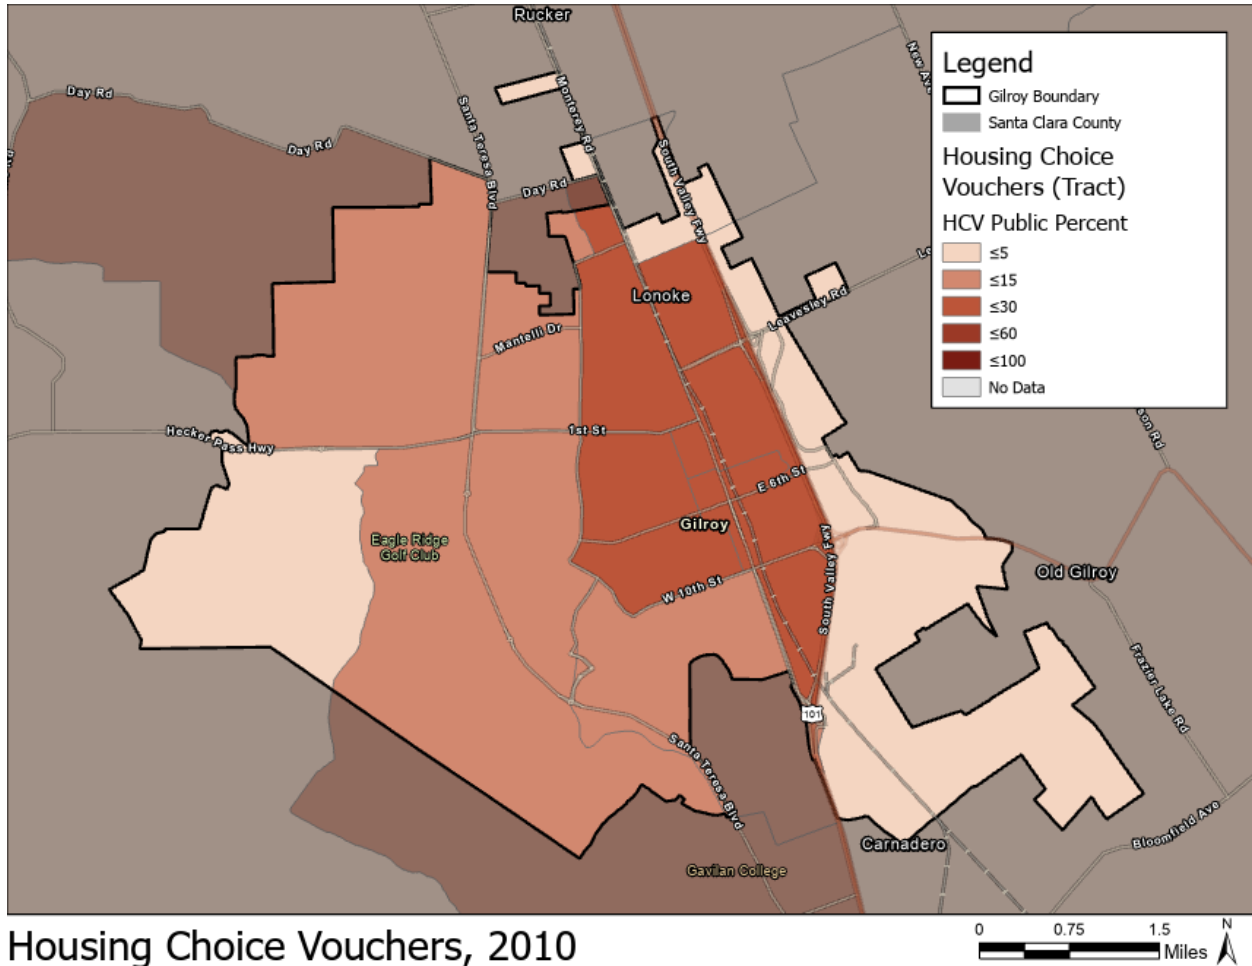 Rucker
New Ave
Legend
Gilroy Boundary
Santa Clara County
Housing Choice
Vouchers (Tract)
HCV Public Percent
≤5
≤15
≤30
≤60
≤100
No Data
Day Rd
Santa Teresa Blvd
Monterey Rd
Day Rd
South Valley Fwy
Day Rd
Rd
Le
Lonoke
Leavesley Rd
Mantelli Dr
Hecker Pass Hwy
1st St
son Rd
E 6th St
Gilroy
Eagle Ridge
Golf Club
South Valley Fwy
Old Gilroy
W 10th St
Frazier Lake Rd
101
Santa Teresa Blvd
Bloomfield Ave
Carnadero
Gavilan College
Housing Choice Vouchers, 2010
0 0.75 1.5
Miles
N